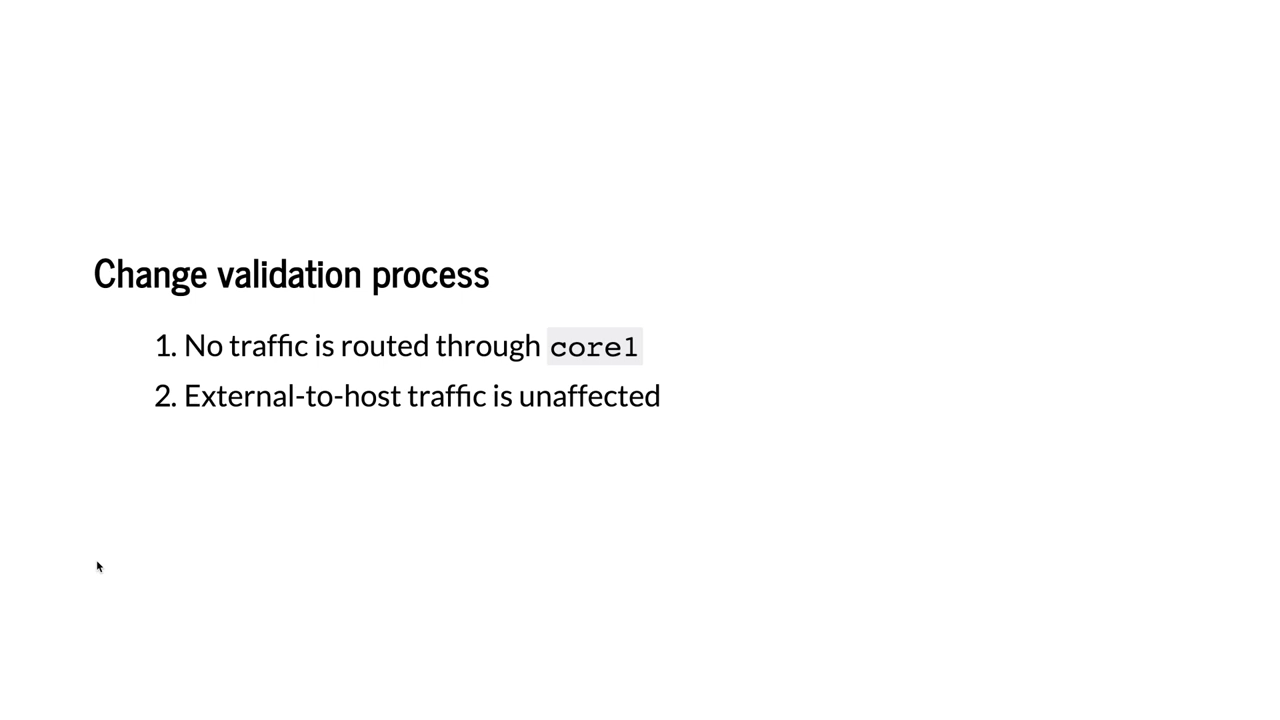 Change validation process
1. No traffic is routed through core1
2. External-to-host traffic is unaffected